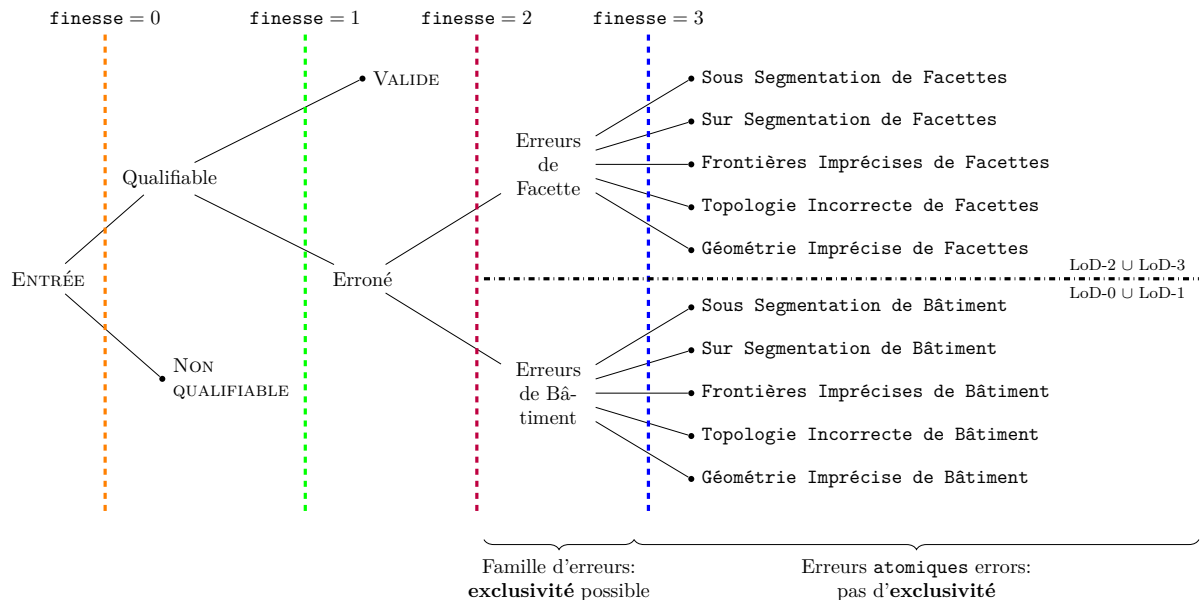 finesse = 0 finesse = 1 finesse = 2 finesse = 3
VALIDE
Sous Segmentation de Facettes
Sur Segmentation de Facettes
Erreurs
de
Facette
Frontières Imprécises de Facettes
Qualifiable
Topologie Incorrecte de Facettes
Géométrie Imprécise de Facettes
LoD-2 ∪ LoD-3
ENTRÉE
Erroné
LoD-0 ∪ LoD-1
Sous Segmentation de Bâtiment
Sur Segmentation de Bâtiment
NON
QUALIFIABLE
Erreurs
de Bâ-
timent
Frontières Imprécises de Bâtiment
Topologie Incorrecte de Bâtiment
Géométrie Imprécise de Bâtiment
Famille d'erreurs:
exclusivité possible
Erreurs atomiques errors:
pas d'exclusivité